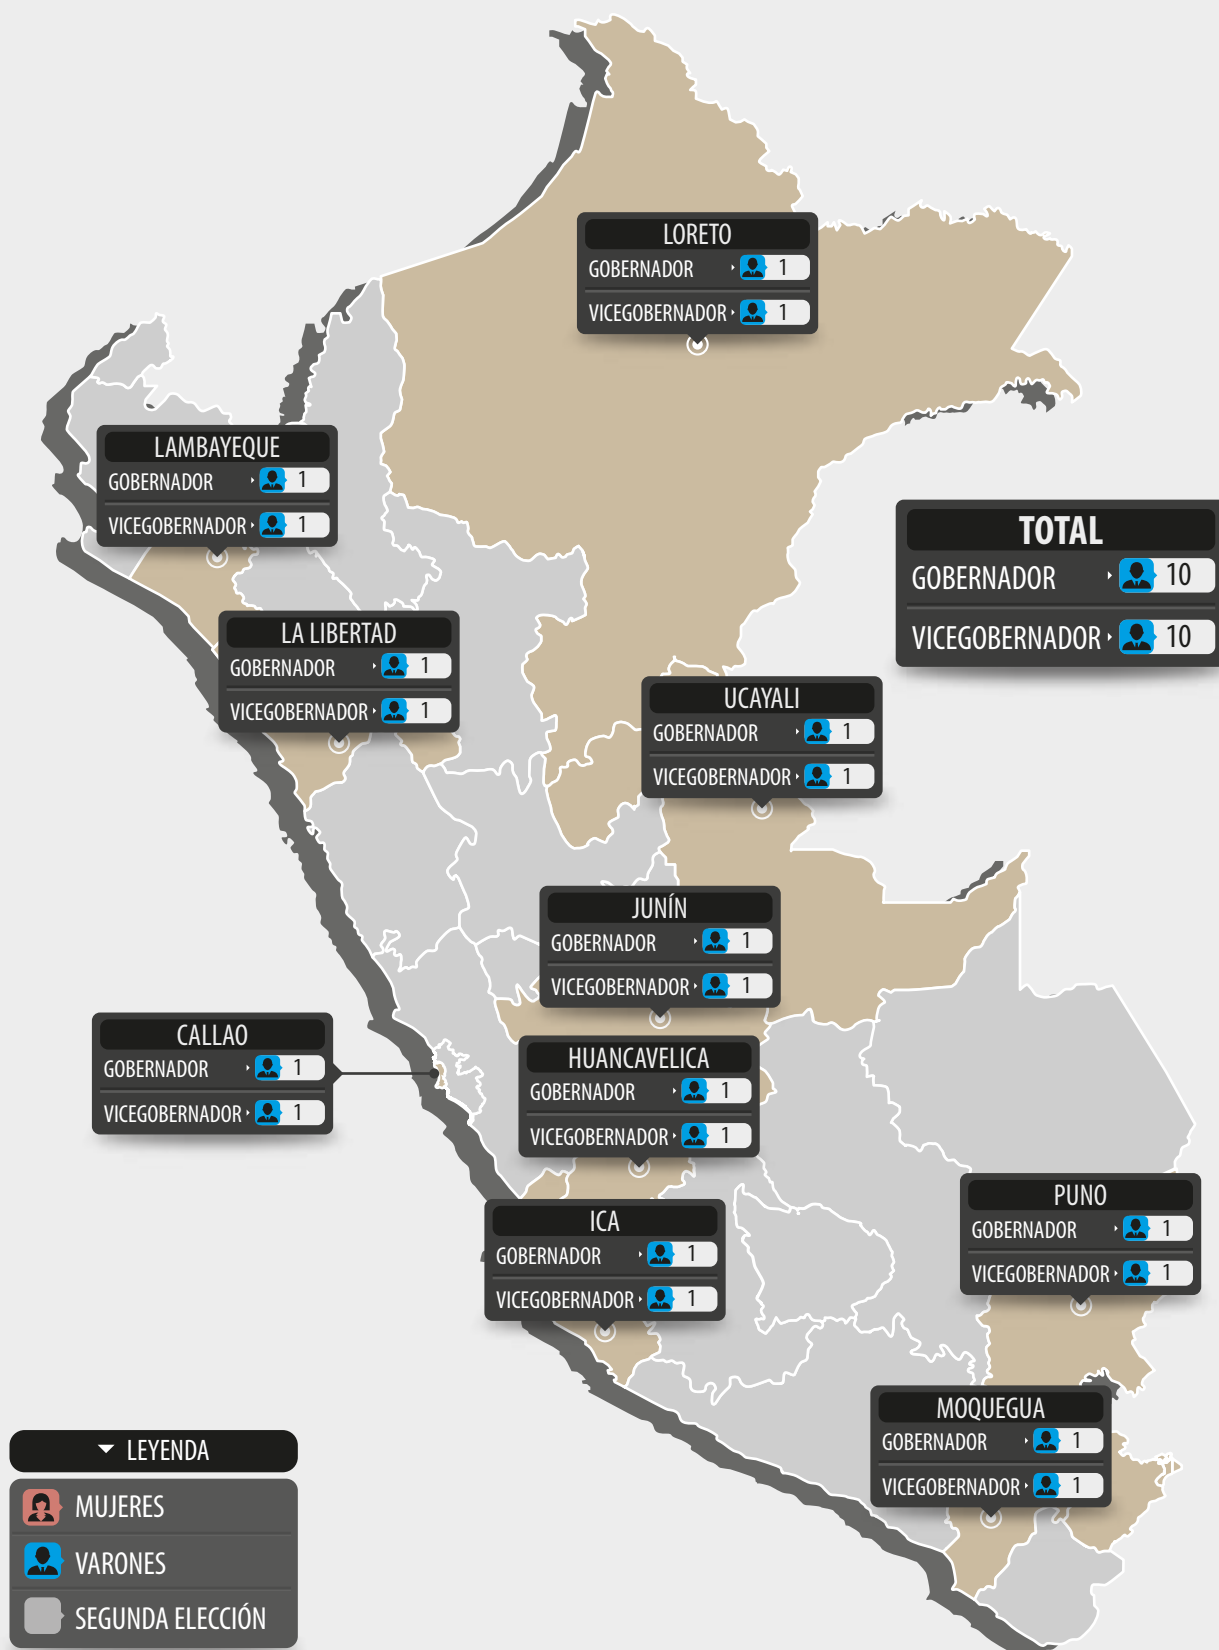 LORETO
GOBERNADOR 1
VICEGOBERNADOR 1
LAMBAYEQUE
GOBERNADOR 1
VICEGOBERNADOR 1
TOTAL
GOBERNADOR 10
VICEGOBERNADOR 10
LA LIBERTAD
GOBERNADOR 1
VICEGOBERNADOR 1
UCAYALI
GOBERNADOR 1
VICEGOBERNADOR 1
JUNÍN
GOBERNADOR 1
VICEGOBERNADOR 1
CALLAO
GOBERNADOR 1
VICEGOBERNADOR 1
HUANCAVELICA
GOBERNADOR 1
VICEGOBERNADOR 1
PUNO
GOBERNADOR 1
VICEGOBERNADOR 1
ICA
GOBERNADOR 1
VICEGOBERNADOR 1
MOQUEGUA
GOBERNADOR 1
VICEGOBERNADOR 1
LEYENDA
MUJERES
VARONES
SEGUNDA ELECCIÓN